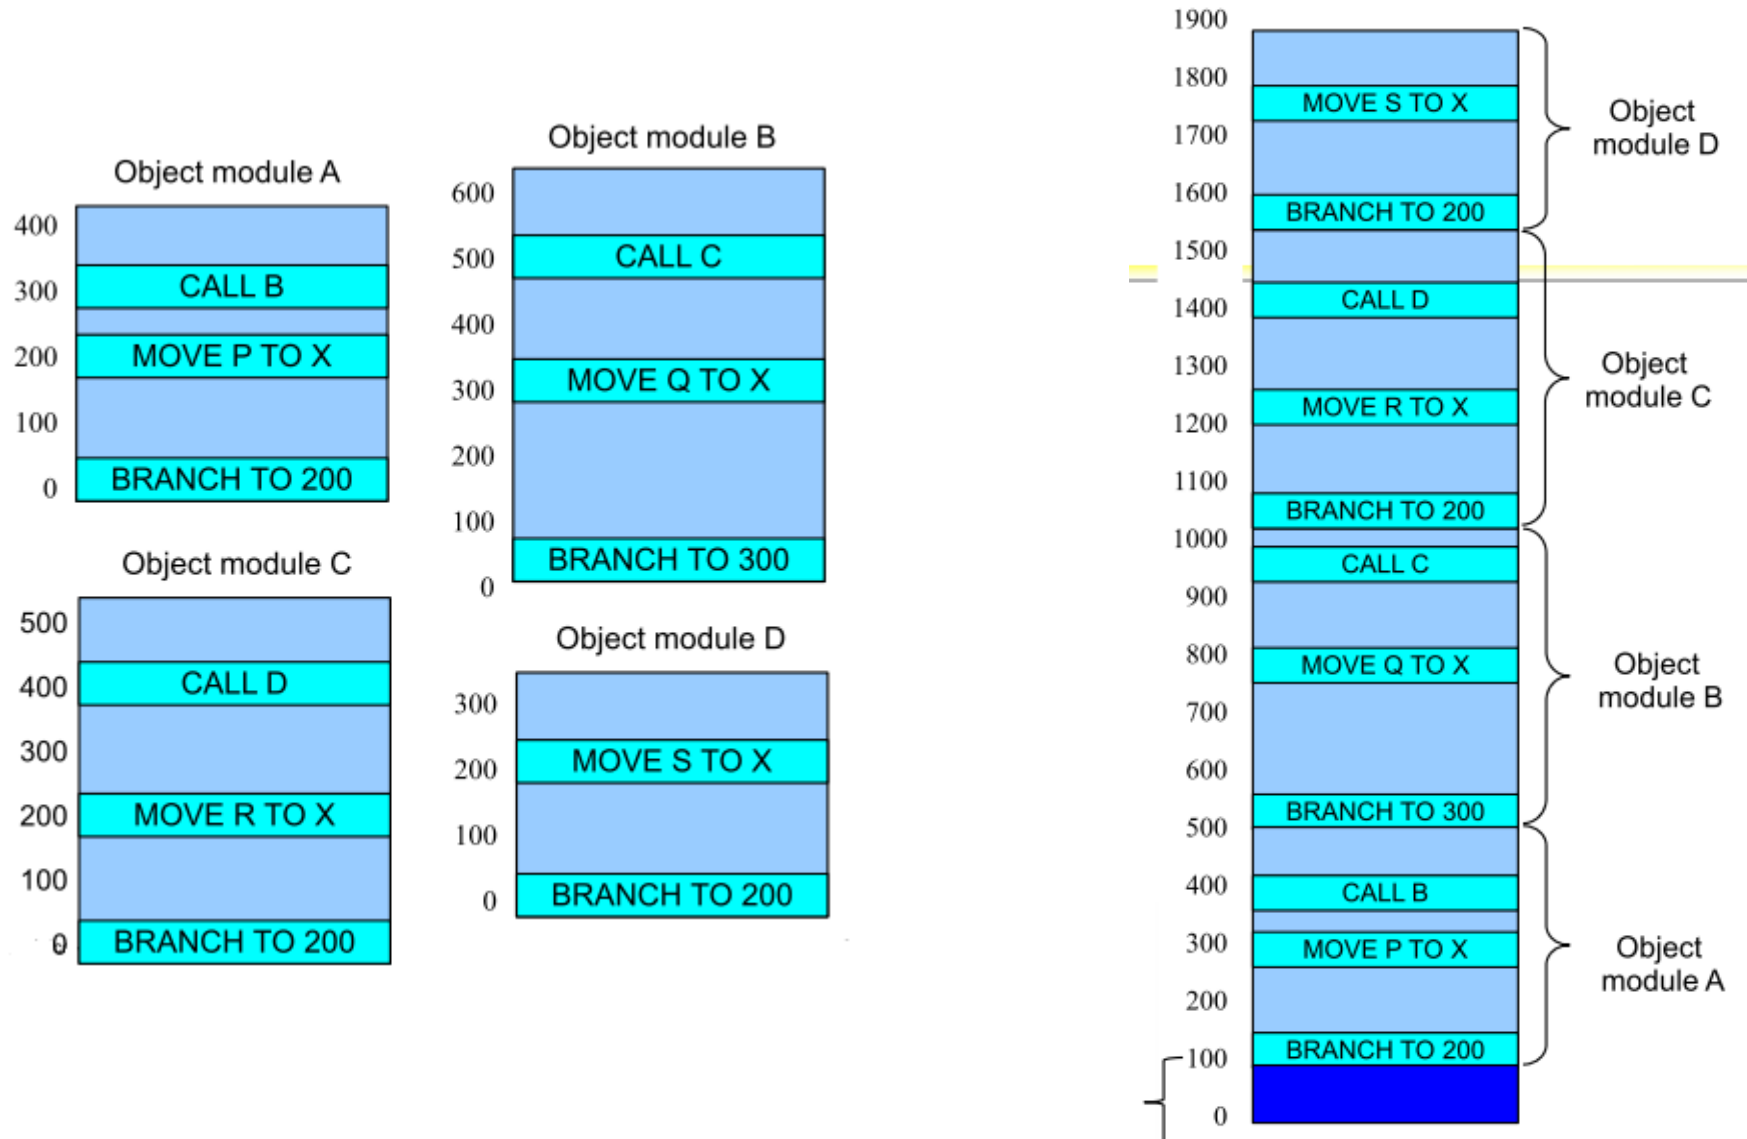 Object module A
400
CALL B
300
MOVE P TO X
200
100
BRANCH TO 200
0
Object module B
600
CALL C
500
400
MOVE Q TO X
300
200
100
BRANCH TO 300
0
Object module C
500
CALL D
400
300
MOVE R TO X
200
100
BRANCH TO 200
0
Object module D
300
MOVE S TO X
200
100
BRANCH TO 200
0
1900
1800
MOVE S TO X
1700
1600
BRANCH TO 200
Object
module D
1500
CALL D
1400
1300
MOVE R TO X
1200
1100
BRANCH TO 200
Object
module C
1000
CALL C
900
800
MOVE Q TO X
700
600
BRANCH TO 300
Object
module B
500
400
CALL B
300
MOVE P TO X
200
BRANCH TO 200
100
Object
module A
0